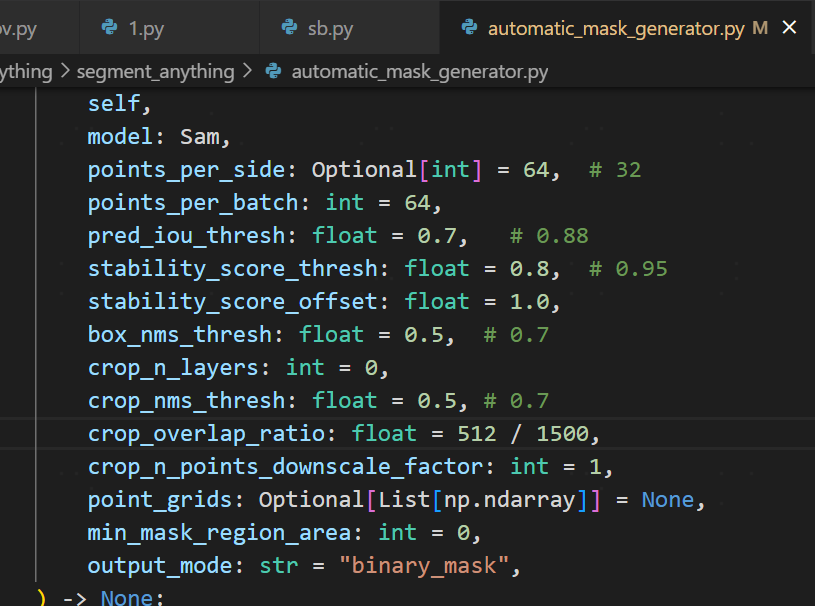 ov.py 1.py sb.py automatic_mask_generator.py M
ything > segment_anything > automatic_mask_generator.py
self,
model: Sam,
points_per_side: Optional[int] = 64,  # 32
points_per_batch: int = 64,
pred_iou_thresh: float = 0.7,   # 0.88
stability_score_thresh: float = 0.8,  # 0.95
stability_score_offset: float = 1.0,
box_nms_thresh: float = 0.5,  # 0.7
crop_n_layers: int = 0,
crop_nms_thresh: float = 0.5, # 0.7
crop_overlap_ratio: float = 512 / 1500,
crop_n_points_downscale_factor: int = 1,
point_grids: Optional[List[np.ndarray]] = None,
min_mask_region_area: int = 0,
output_mode: str = "binary_mask",
) -> None: